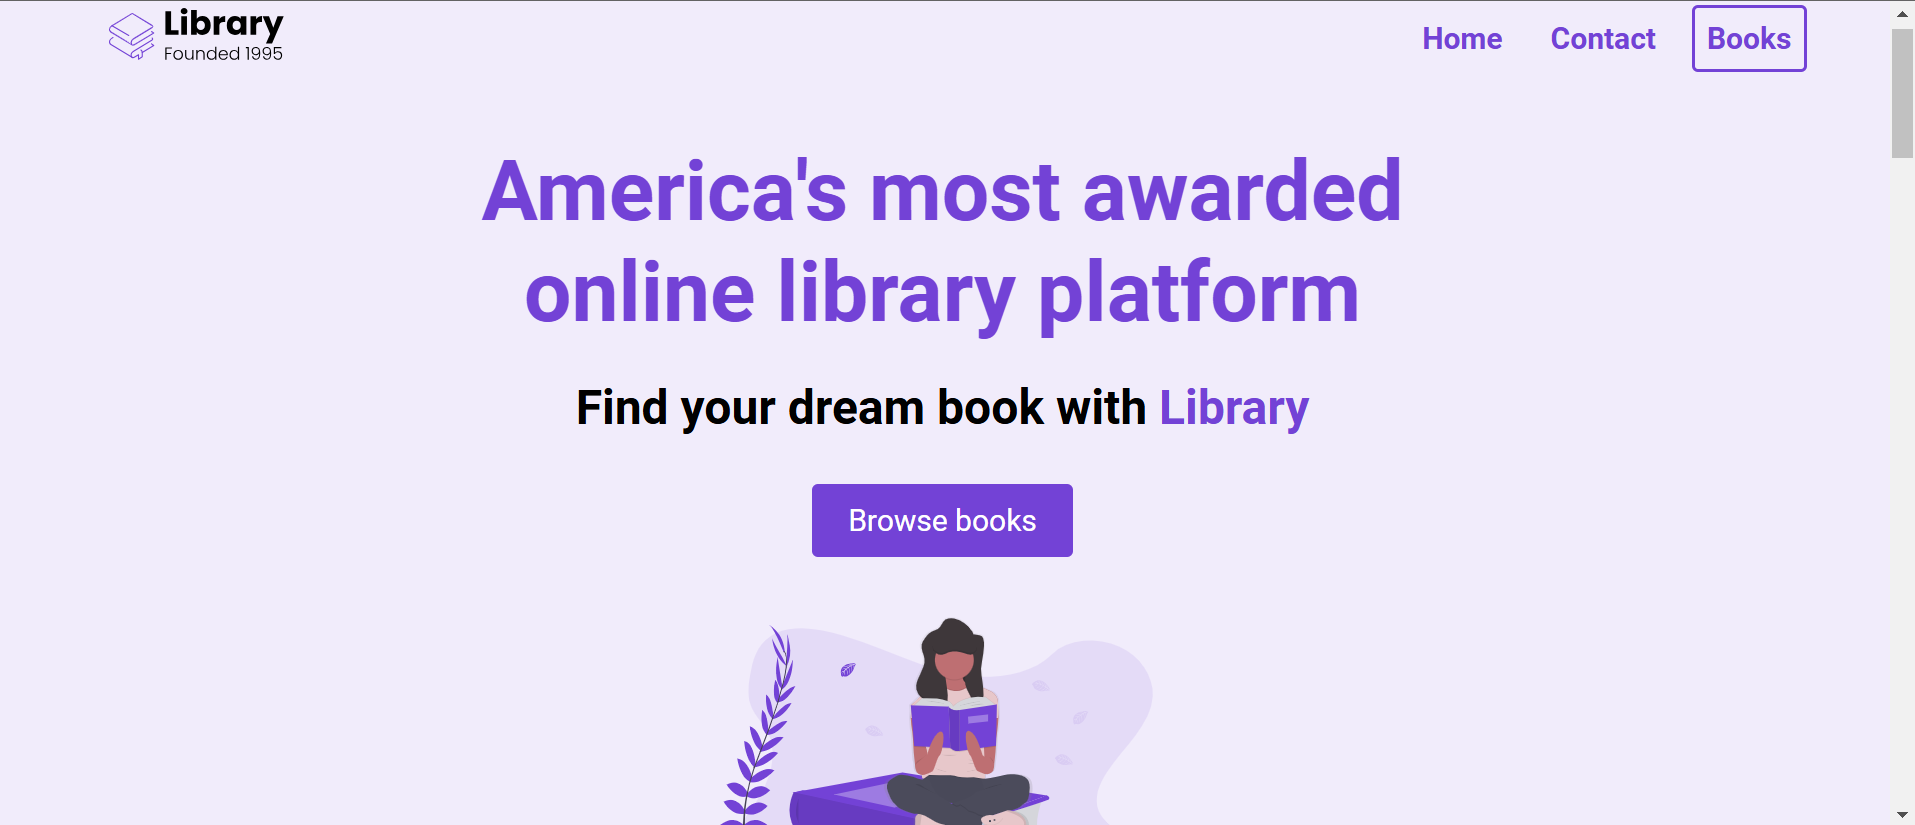 Library
Founded 1995
Home
Contact
Books
America's most awarded
online library platform
Find your dream book with Library
Browse books